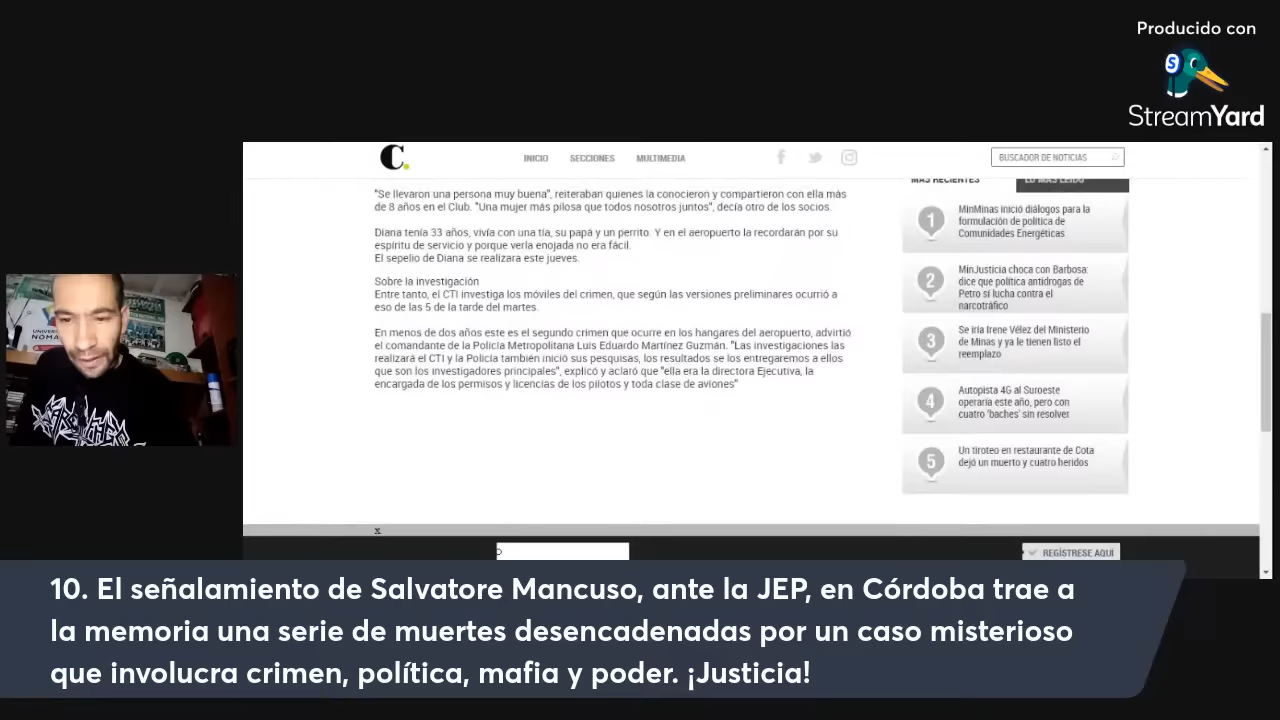 Producido con
S
StreamYard
C.
INICIO SECCIONES MULTIMEDIA
BUSCADOR DE NOTICIAS
"Se llevaron una persona muy buena", reiteraban quienes la conocieron y compartieron con ella más
de 8 años en el Club. "Una mujer más pilosa que todos nosotros juntos", decía otro de los socios.
Diana tenía 33 años, vivía con una tía, su papá y un perrito. Y en el aeropuerto la recordarán por su
espíritu de servicio y porque verla enojada no era fácil.
El sepelio de Diana se realizara este jueves.
Sobre la investigación
Entre tanto, el CTI investiga los móviles del crimen, que según las versiones preliminares ocurrió a
eso de las 5 de la tarde del martes.
En menos de dos años este es el segundo crimen que ocurre en los hangares del aeropuerto, advirtió
el comandante de la Policía Metropolitana Luis Eduardo Martínez Guzmán. "Las investigaciones las
realizará el CTI y la Policía también inició sus pesquisas, los resultados se los entregaremos a ellos
que son los investigadores principales", explicó y aclaró que "ella era la directora Ejecutiva, la
encargada de los permisos y licencias de los pilotos y toda clase de aviones"
MÁS RECIENTES LO MÁS LEÍDO
1 MinMinas inició diálogos para la
formulación de política de
Comunidades Energéticas
2 MinJusticia choca con Barbosa:
dice que política antidrogas de
Petro sí lucha contra el
narcotráfico
3 Se iría Irene Vélez del Ministerio
de Minas y ya le tienen listo el
reemplazo
4 Autopista 4G al Suroeste
operaría este año, pero con
cuatro 'baches' sin resolver
5 Un tiroteo en restaurante de Cota
dejó un muerto y cuatro heridos
x
REGÍSTRESE AQUÍ
10. El señalamiento de Salvatore Mancuso, ante la JEP, en Córdoba trae a
la memoria una serie de muertes desencadenadas por un caso misterioso
que involucra crimen, política, mafia y poder. ¡Justicia!